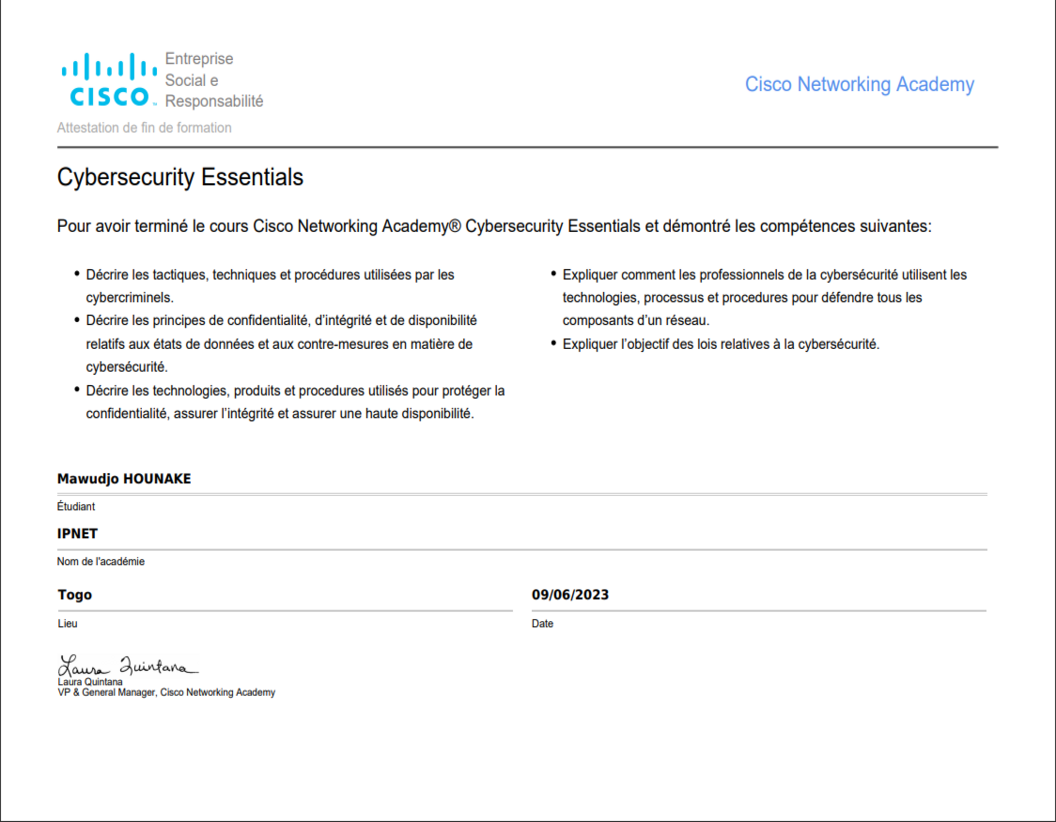 Entreprise
Social e
Responsabilité
CISCO
Cisco Networking Academy
Attestation de fin de formation
Cybersecurity Essentials
Pour avoir terminé le cours Cisco Networking Academy® Cybersecurity Essentials et démontré les compétences suivantes:
• Décrire les tactiques, techniques et procédures utilisées par les
cybercriminels.
• Décrire les principes de confidentialité, d’intégrité et de disponibilité
relatifs aux états de données et aux contre-mesures en matière de
cybersécurité.
• Décrire les technologies, produits et procedures utilisés pour protéger la
confidentialité, assurer l’intégrité et assurer une haute disponibilité.
• Expliquer comment les professionnels de la cybersécurité utilisent les
technologies, processus et procedures pour défendre tous les
composants d’un réseau.
• Expliquer l’objectif des lois relatives à la cybersécurité.
Mawudjo HOUNAKE
Étudiant
IPNET
Nom de l'académie
Togo
Lieu
09/06/2023
Date
Laura Quintana
Laura Quintana
VP & General Manager, Cisco Networking Academy